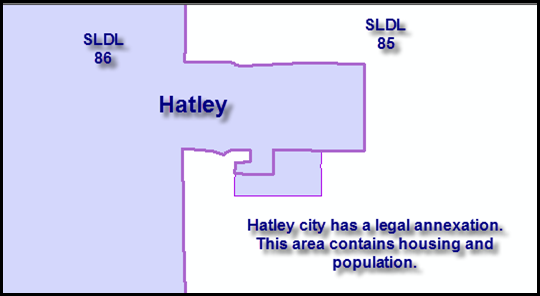 SLDL
86
SLDL
85
Hatley
Hatley city has a legal annexation.
This area contains housing and
population.